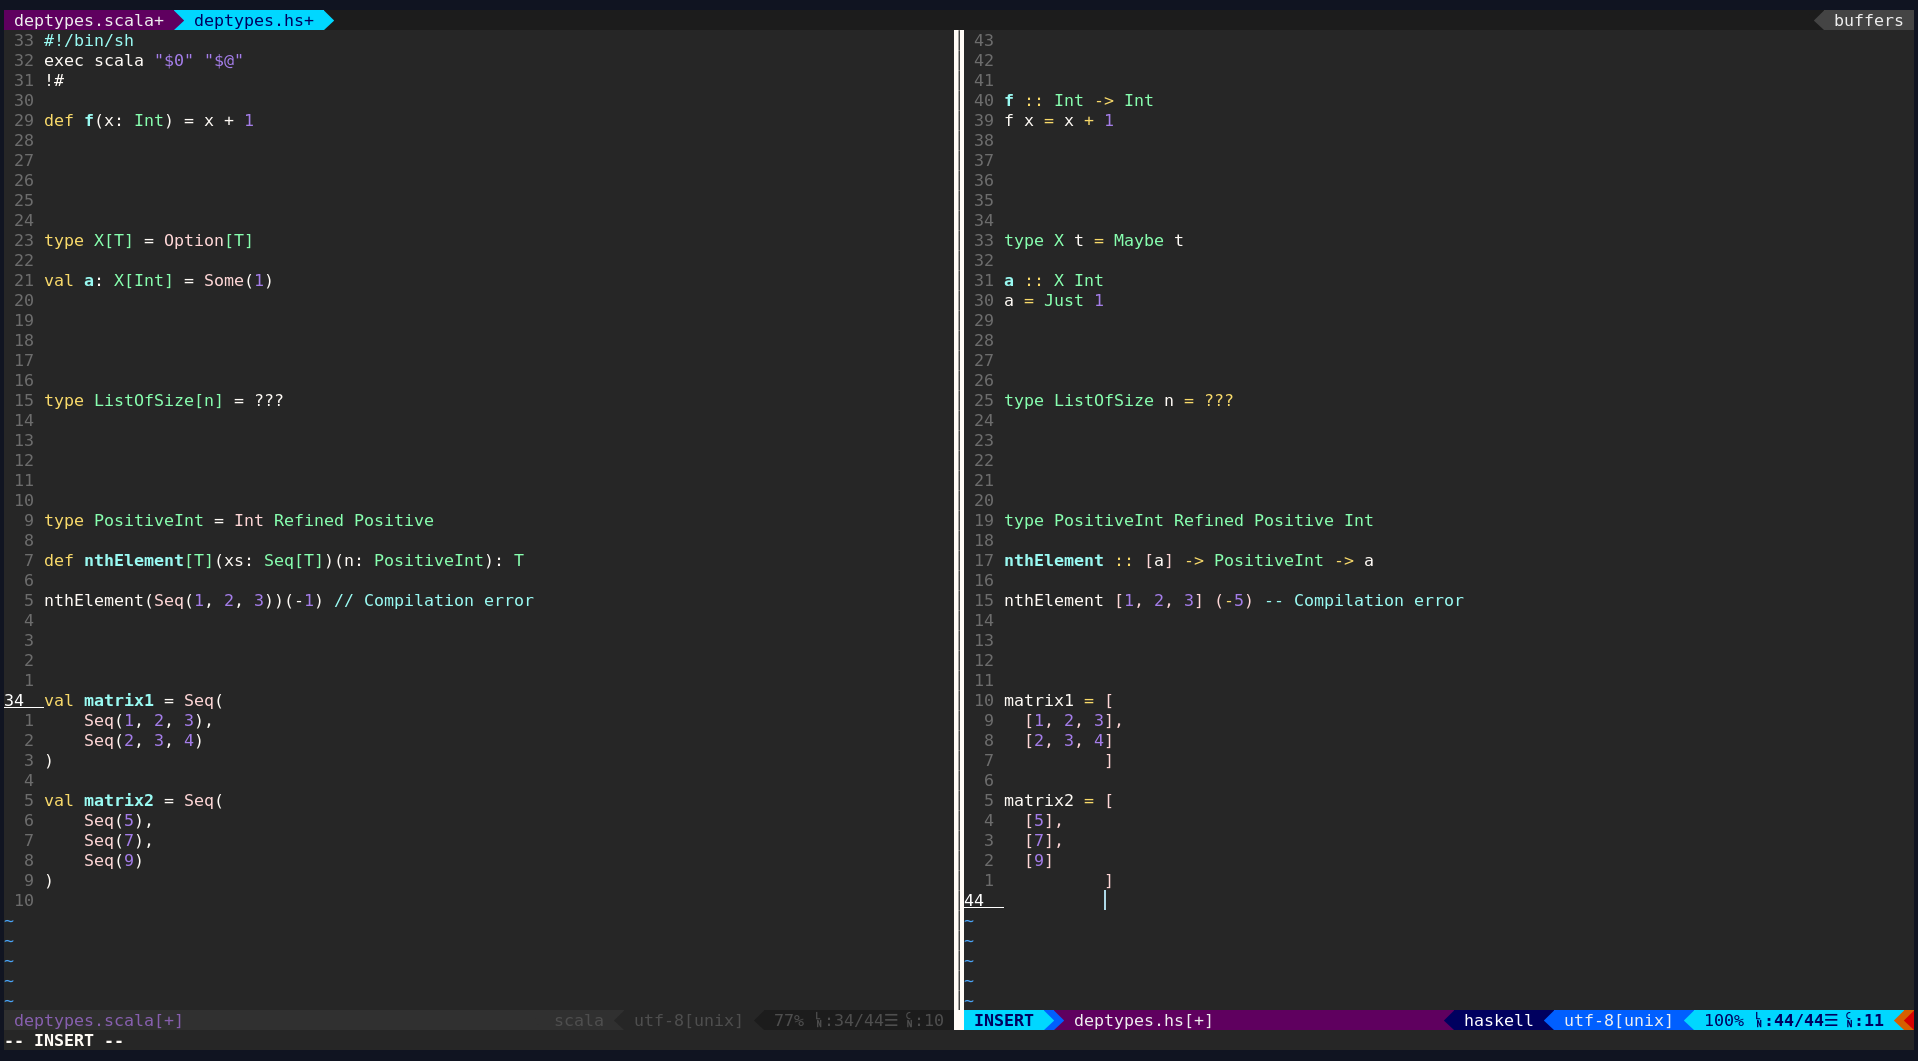 deptypes.scala+ deptypes.hs+ buffers
33 #!/bin/sh
32 exec scala "$0" "$@"
31 !#
30
29 def f(x: Int) = x + 1
28
27
26
25
24
23 type X[T] = Option[T]
22
21 val a: X[Int] = Some(1)
20
19
18
17
16
15 type ListOfSize[n] = ???
14
13
12
11
10
9 type PositiveInt = Int Refined Positive
8
7 def nthElement[T](xs: Seq[T])(n: PositiveInt): T
6
5 nthElement(Seq(1, 2, 3))(-1) // Compilation error
4
3
2
1
34 val matrix1 = Seq(
1 Seq(1, 2, 3),
2 Seq(2, 3, 4)
3 )
4
5 val matrix2 = Seq(
6 Seq(5),
7 Seq(7),
8 Seq(9)
9 )
10
~
~
~
~
~
deptypes.scala[+] scala utf-8[unix] 77% ㏑:34/44☰ ㏇:10
43
42
41
40 f :: Int -> Int
39 f x = x + 1
38
37
36
35
34
33 type X t = Maybe t
32
31 a :: X Int
30 a = Just 1
29
28
27
26
25 type ListOfSize n = ???
24
23
22
21
20
19 type PositiveInt Refined Positive Int
18
17 nthElement :: [a] -> PositiveInt -> a
16
15 nthElement [1, 2, 3] (-5) -- Compilation error
14
13
12
11
10 matrix1 = [
9 [1, 2, 3],
8 [2, 3, 4]
7 ]
6
5 matrix2 = [
4 [5],
3 [7],
2 [9]
1 ]
44
~
~
~
~
~
INSERT deptypes.hs[+] haskell utf-8[unix] 100% ㏑:44/44☰ ㏇:11
-- INSERT --